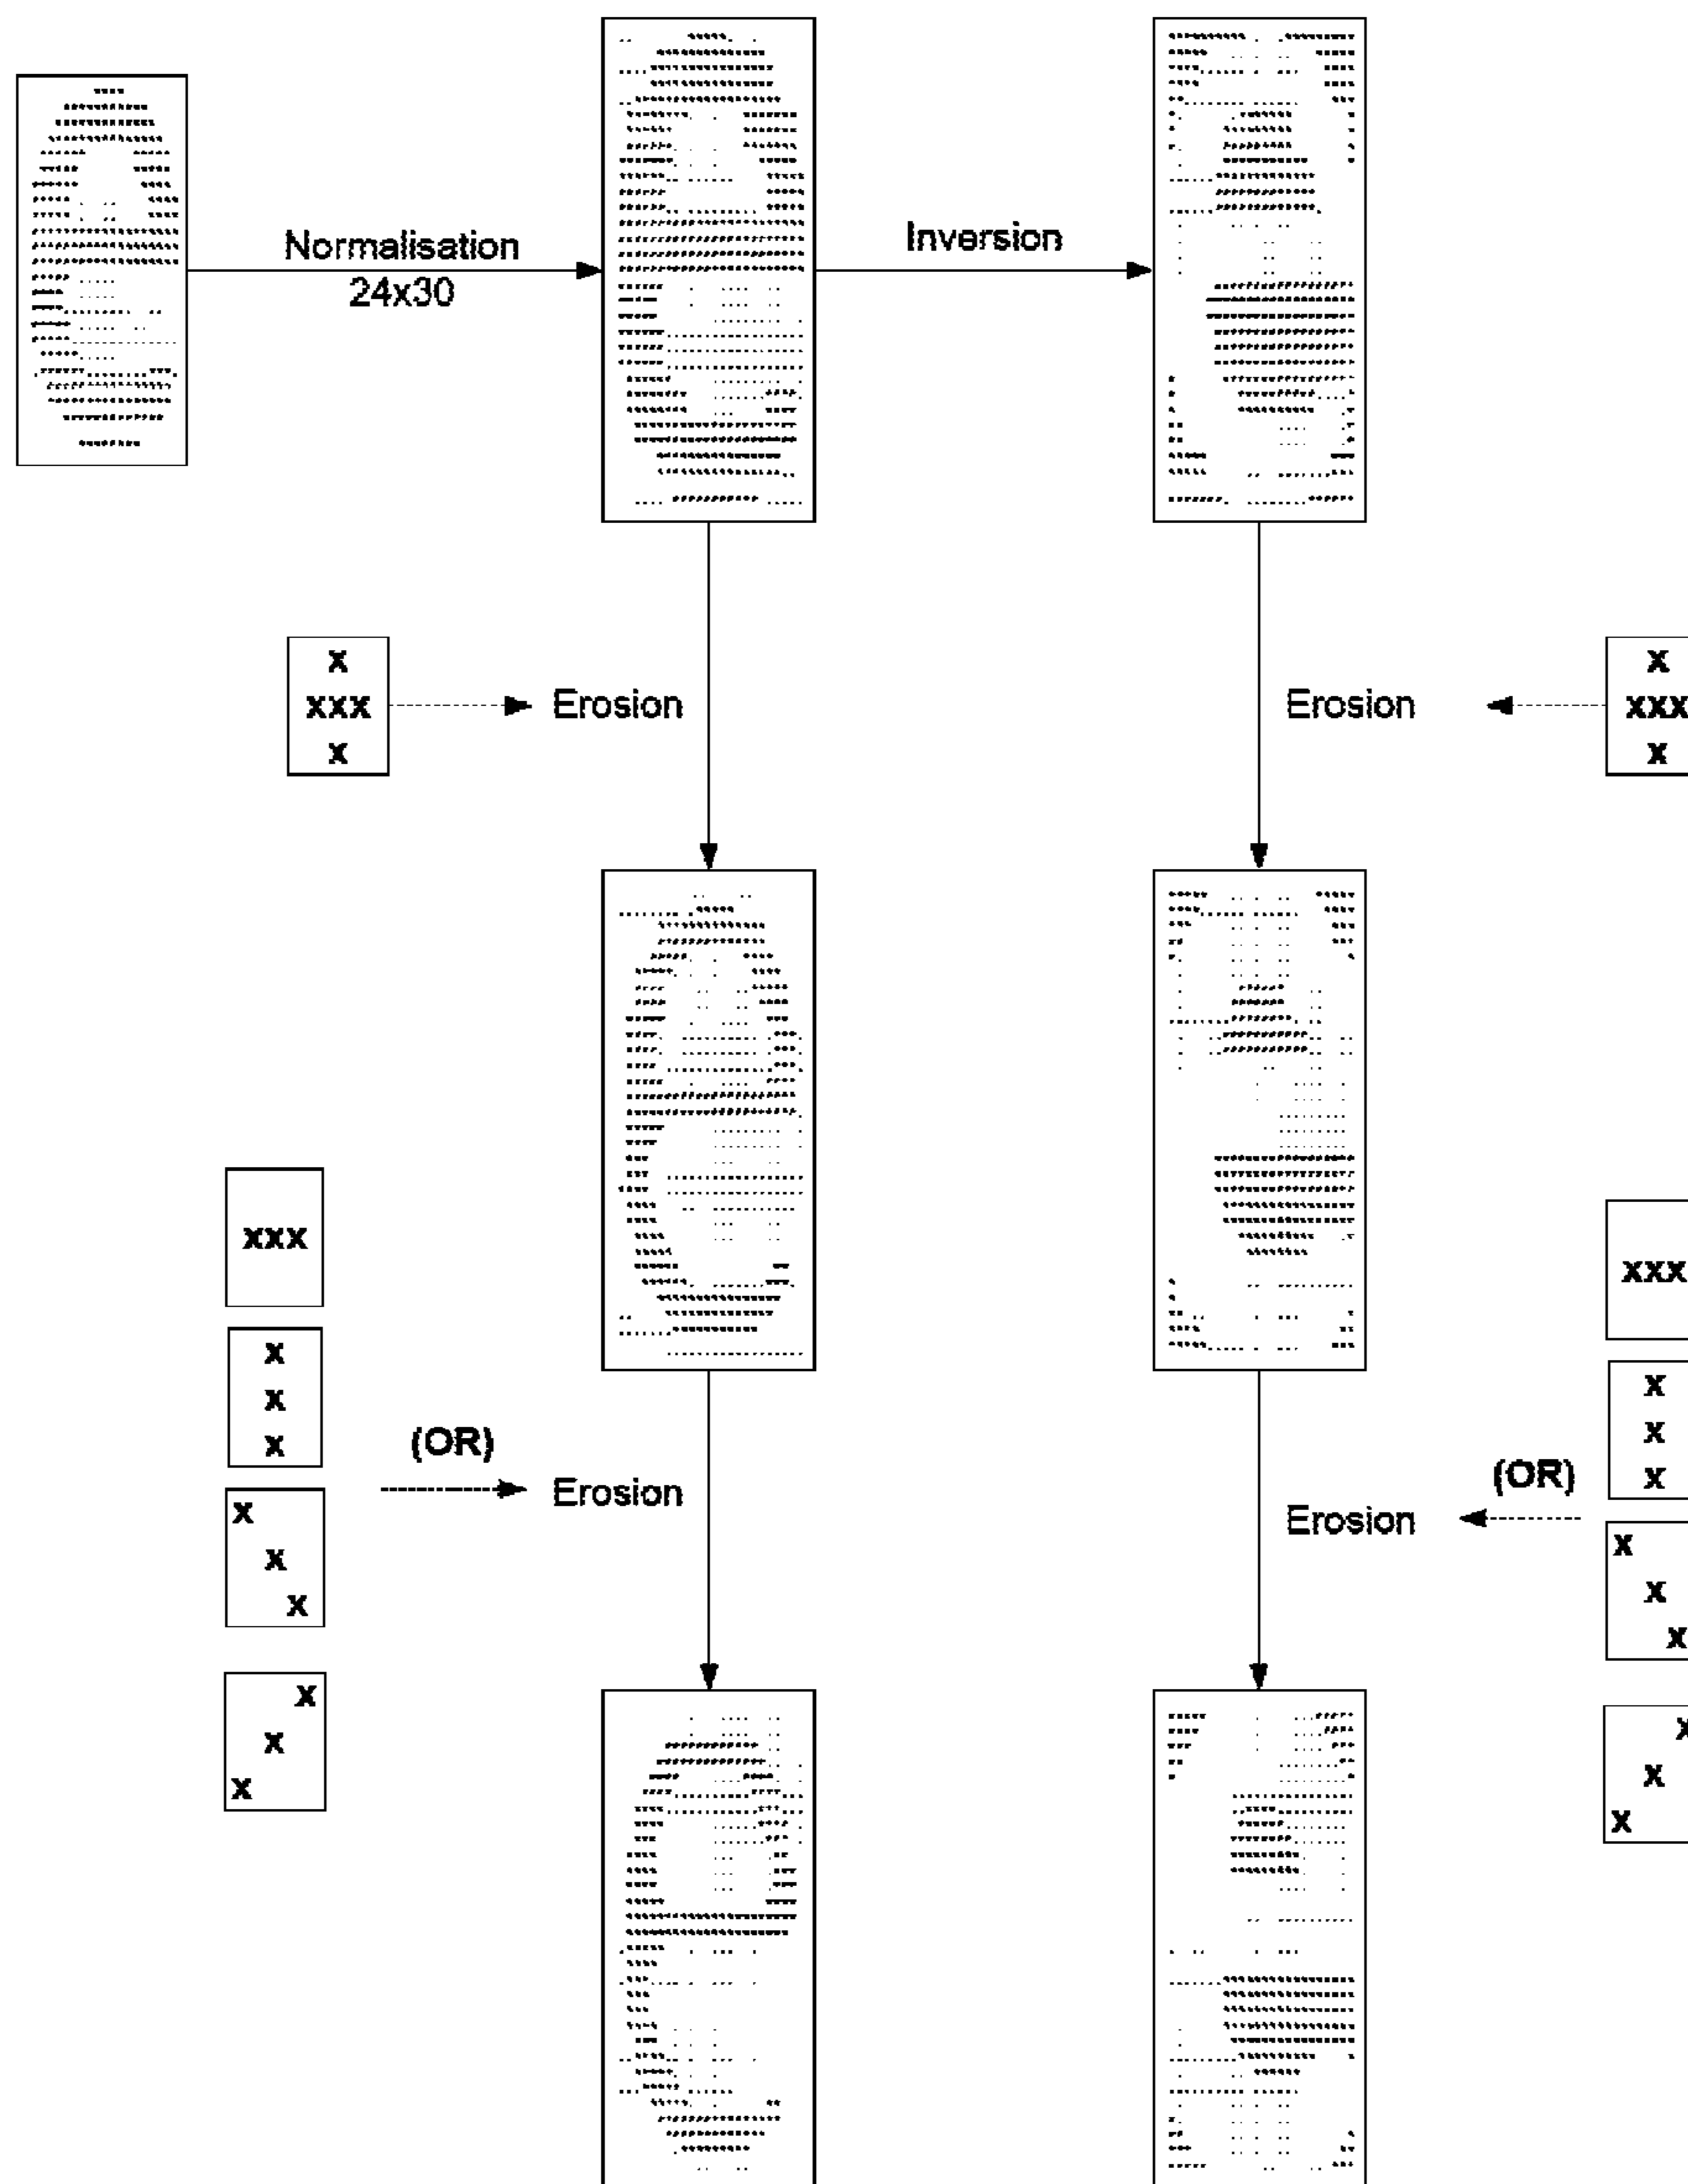 Normalisation
24x30
Inversion
x
xxx
x
Erosion
Erosion
x
xxx
x
xxx
x
x
x
(OR)
Erosion
x
x
x
x
x
x
xxx
x
x
x
(OR)
Erosion
x
x
x
x
x
x